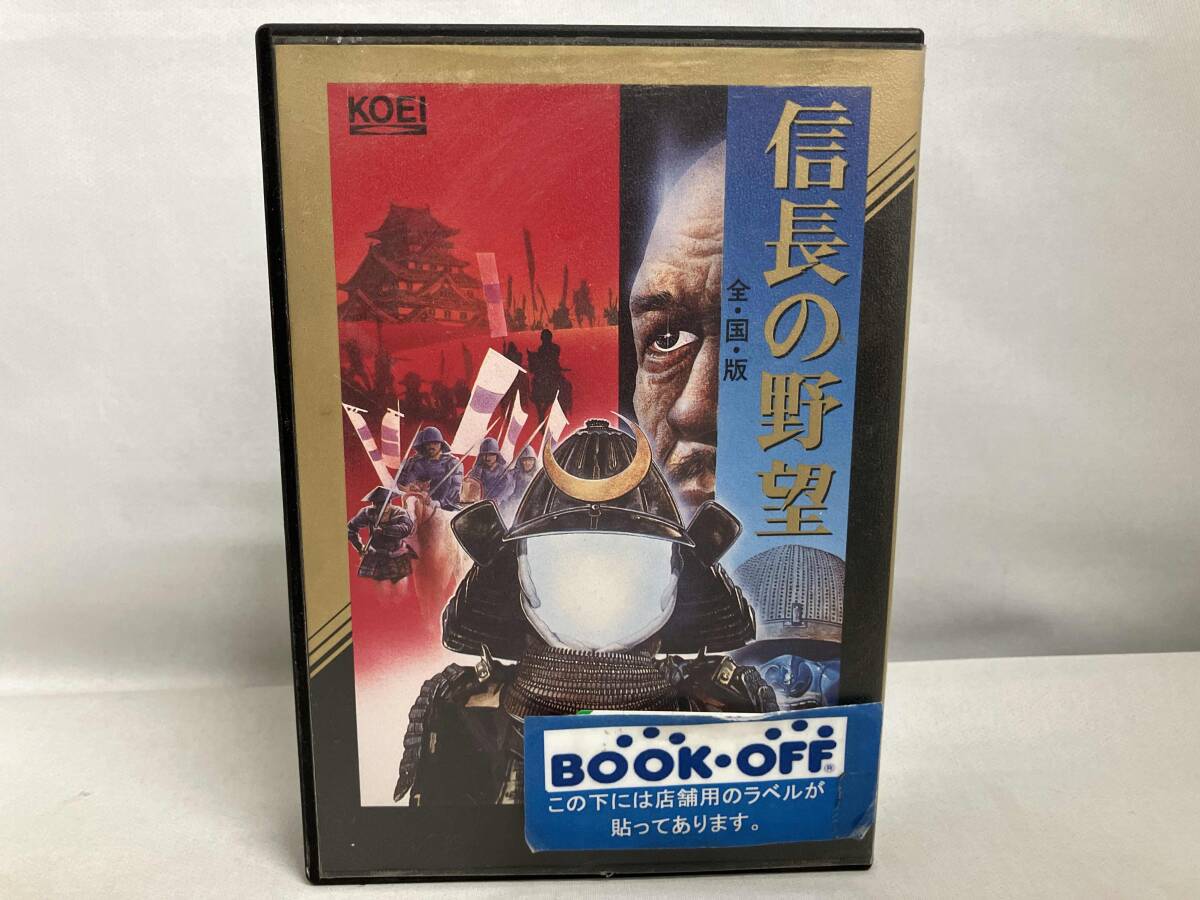 KOEI
信長の野望
全・国・版
BOOK・OFF®
この下には店舗用のラベルが
貼ってあります。